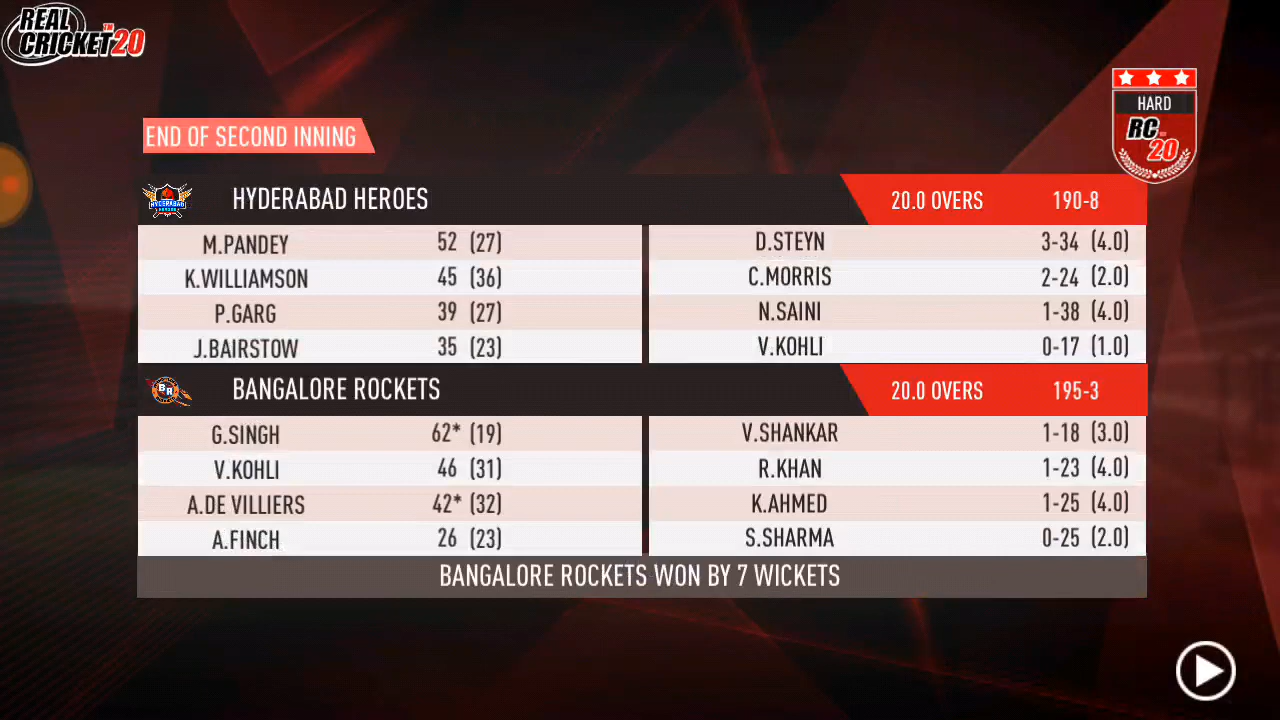 REAL CRICKET™20
HARD
RC 20
END OF SECOND INNING
HYDERABAD HEROES 20.0 OVERS 190-8
M.PANDEY 52 (27) D.STEYN 3-34 (4.0)
K.WILLIAMSON 45 (36) C.MORRIS 2-24 (2.0)
P.GARG 39 (27) N.SAINI 1-38 (4.0)
J.BAIRSTOW 35 (23) V.KOHLI 0-17 (1.0)
BR BANGALORE ROCKETS 20.0 OVERS 195-3
G.SINGH 62* (19) V.SHANKAR 1-18 (3.0)
V.KOHLI 46 (31) R.KHAN 1-23 (4.0)
A.DE VILLIERS 42* (32) K.AHMED 1-25 (4.0)
A.FINCH 26 (23) S.SHARMA 0-25 (2.0)
BANGALORE ROCKETS WON BY 7 WICKETS